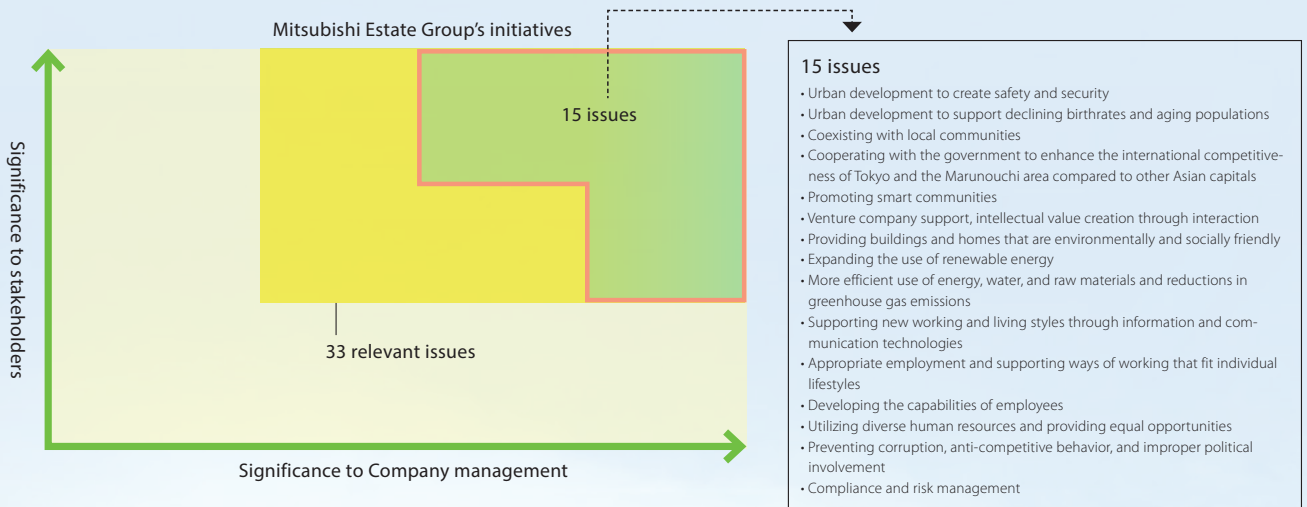 Mitsubishi Estate Group's initiatives
Significance to stakeholders
15 issues
33 relevant issues
Significance to Company management
15 issues
• Urban development to create safety and security
• Urban development to support declining birthrates and aging populations
• Coexisting with local communities
• Cooperating with the government to enhance the international competitive-
ness of Tokyo and the Marunouchi area compared to other Asian capitals
• Promoting smart communities
• Venture company support, intellectual value creation through interaction
• Providing buildings and homes that are environmentally and socially friendly
• Expanding the use of renewable energy
• More efficient use of energy, water, and raw materials and reductions in
greenhouse gas emissions
• Supporting new working and living styles through information and com-
munication technologies
• Appropriate employment and supporting ways of working that fit individual
lifestyles
• Developing the capabilities of employees
• Utilizing diverse human resources and providing equal opportunities
• Preventing corruption, anti-competitive behavior, and improper political
involvement
• Compliance and risk management